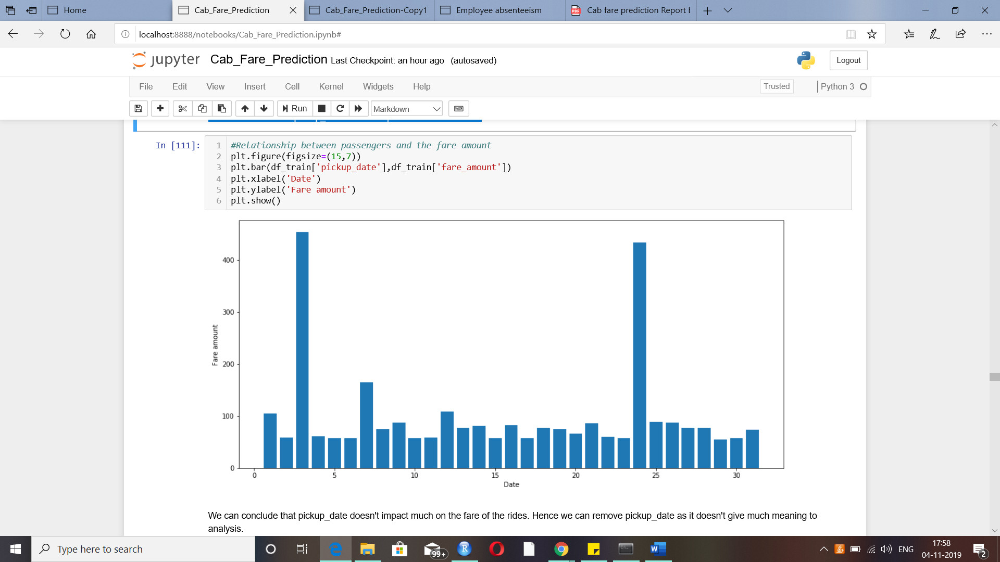 Home
Cab_Fare_Prediction
Cab_Fare_Prediction-Copy1
Employee absenteeism
PDF
Cab fare prediction Report
localhost:8888/notebooks/Cab_Fare_Prediction.ipynb#
jupyter
Cab_Fare_Prediction Last Checkpoint: an hour ago (autosaved)
Logout
File Edit View Insert Cell Kernel Widgets Help
Trusted
Python 3
Run
Markdown
In [111]:
1 #Relationship between passengers and the fare amount
2 plt.figure(figsize=(15,7))
3 plt.bar(df_train['pickup_date'],df_train['fare_amount'])
4 plt.xlabel('Date')
5 plt.ylabel('Fare amount')
6 plt.show()
400
300
200
100
0
Fare amount
0 5 10 15 20 25 30
Date
We can conclude that pickup_date doesn't impact much on the fare of the rides. Hence we can remove pickup_date as it doesn't give much meaning to
analysis.
Type here to search
99+
R
W
ENG
17:58
04-11-2019
2